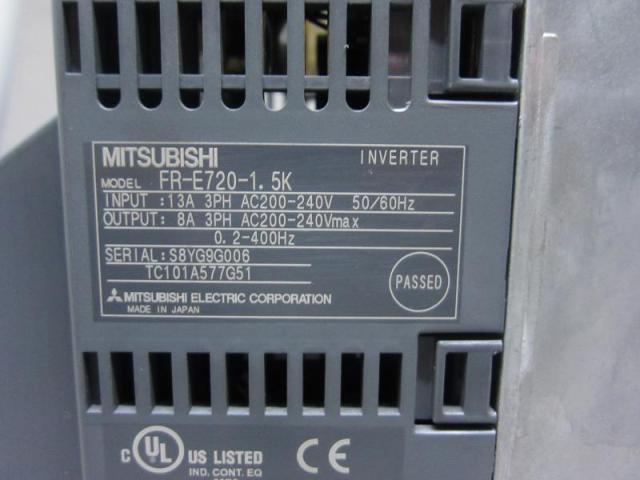 MITSUBISHI INVERTER
MODEL FR-E720-1.5K
INPUT :13A 3PH AC200-240V 50/60Hz
OUTPUT: 8A 3PH AC200-240Vmax
0.2-400Hz
SERIAL:S8YG9G006
TC101A577G51
PASSED
MITSUBISHI ELECTRIC CORPORATION
MADE IN JAPAN
C UL US LISTED CE
IND. CONT. EQ